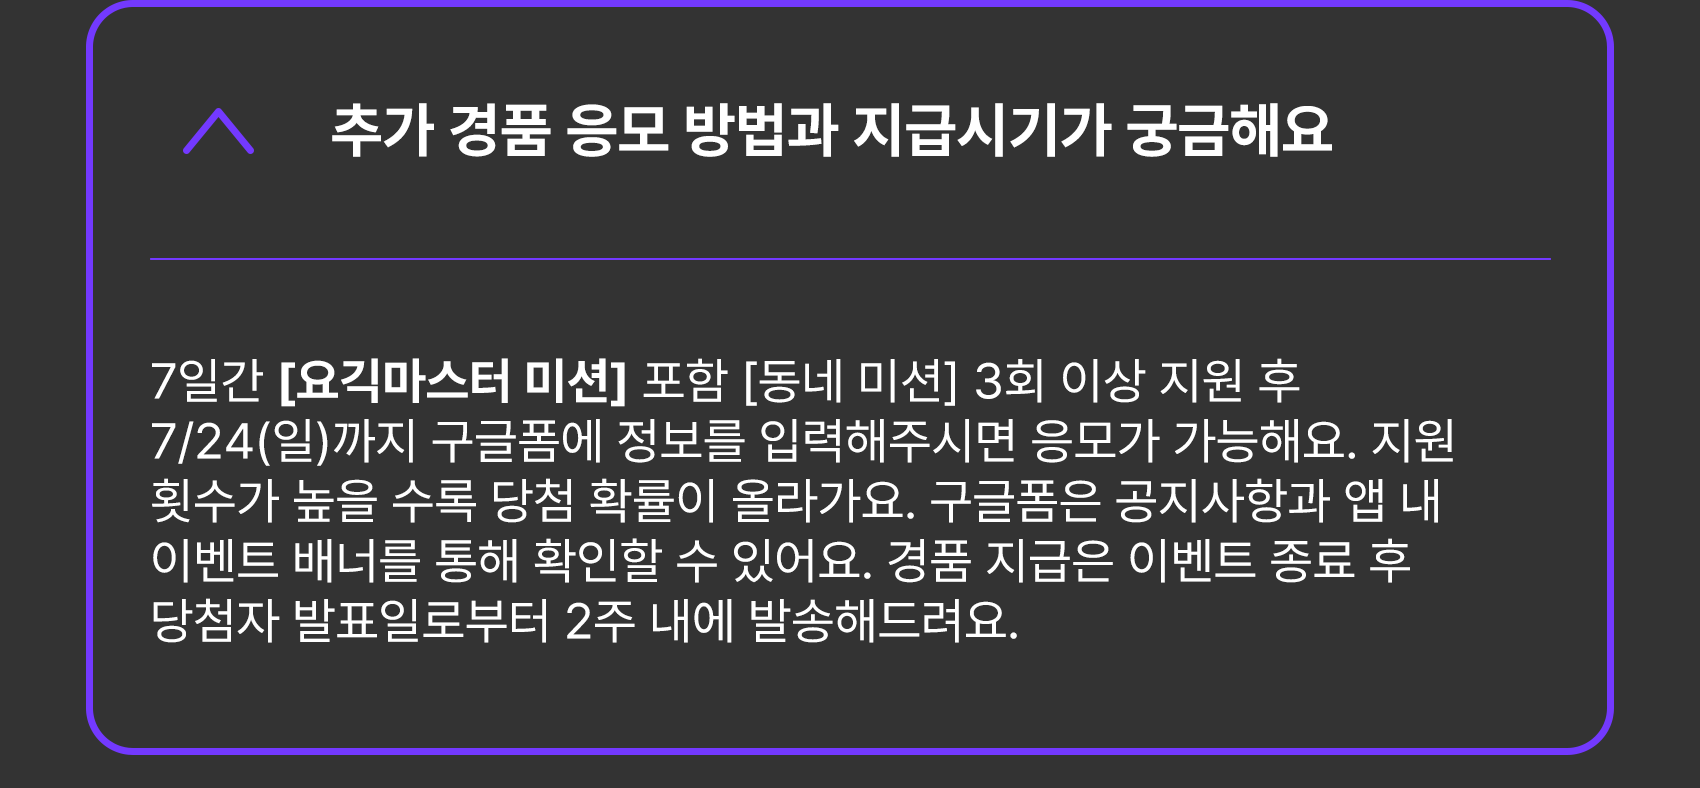 추가 경품 응모 방법과 지급시기가 궁금해요
7일간 [요긱마스터 미션] 포함 [동네 미션] 3회 이상 지원 후
7/24(일)까지 구글폼에 정보를 입력해주시면 응모가 가능해요. 지원
횟수가 높을 수록 당첨 확률이 올라가요. 구글폼은 공지사항과 앱 내
이벤트 배너를 통해 확인할 수 있어요. 경품 지급은 이벤트 종료 후
당첨자 발표일로부터 2주 내에 발송해드려요.